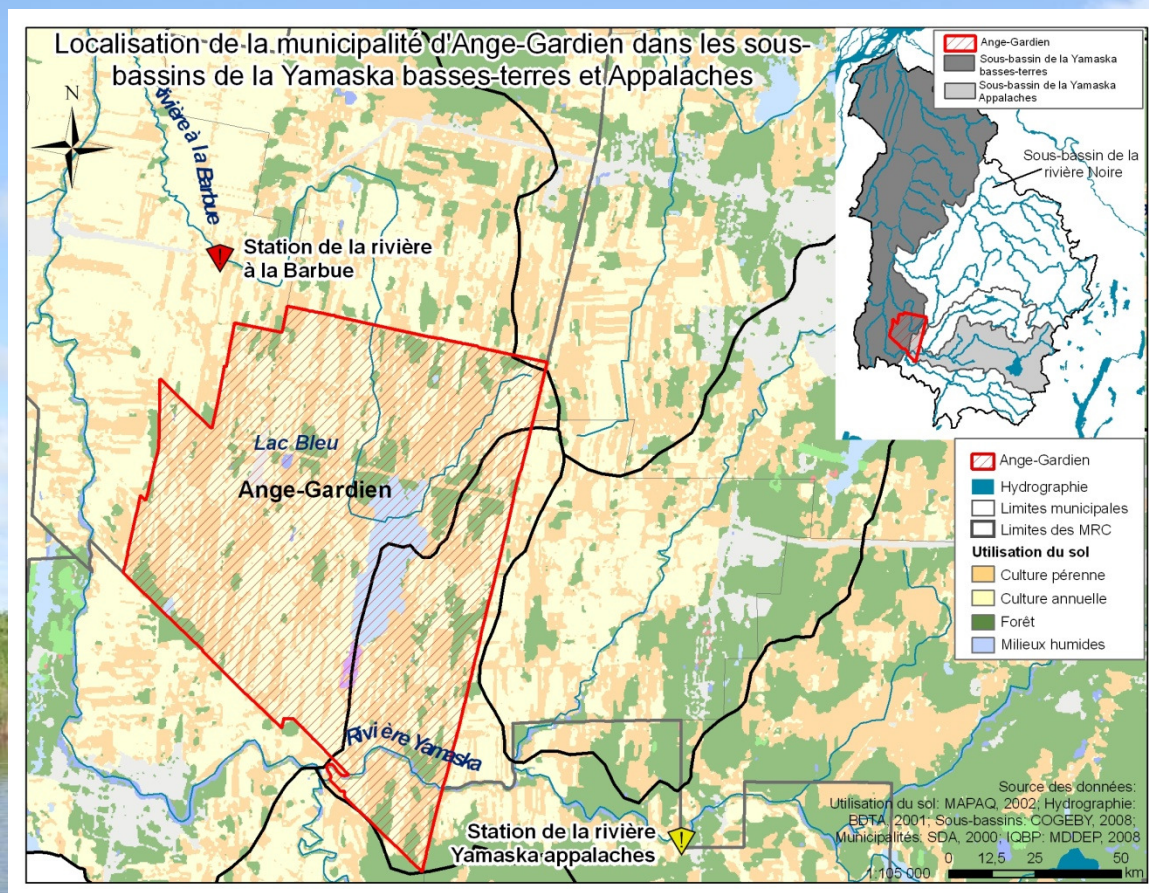 Localisation de la municipalité d'Ange-Gardien dans les sous-
bassins de la Yamaska basses-terres et Appalaches
N
Rivière à la Barbue
Station de la rivière
à la Barbue
Lac Bleu
Ange-Gardien
Rivière Yamaska
Station de la rivière
Yamaska appalaches
Ange-Gardien
Sous-bassin de la Yamaska
basses-terres
Sous-bassin de la Yamaska
Appalaches
Sous-bassin de la
rivière Noire
Ange-Gardien
Hydrographie
Limites municipales
Limites des MRC
Utilisation du sol
Culture pérenne
Culture annuelle
Forêt
Milieux humides
Source des données:
Utilisation du sol: MAPAQ, 2002; Hydrographie:
BDTA, 2001; Sous-bassins: COGEBY, 2008;
Municipalités: SDA, 2000; IQBP: MDDEP, 2008
0 12,5 25 50
1:105 000 km